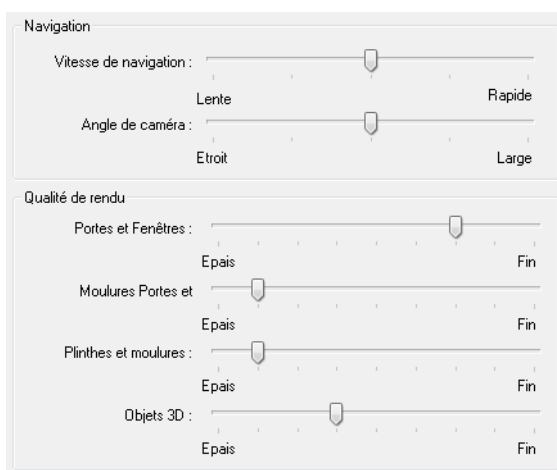 Navigation
Vitesse de navigation :
Lente Rapide
Angle de caméra :
Etroit Large
Qualité de rendu
Portes et Fenêtres :
Epais Fin
Moulures Portes et
Epais Fin
Plinthes et moulures :
Epais Fin
Objets 3D :
Epais Fin